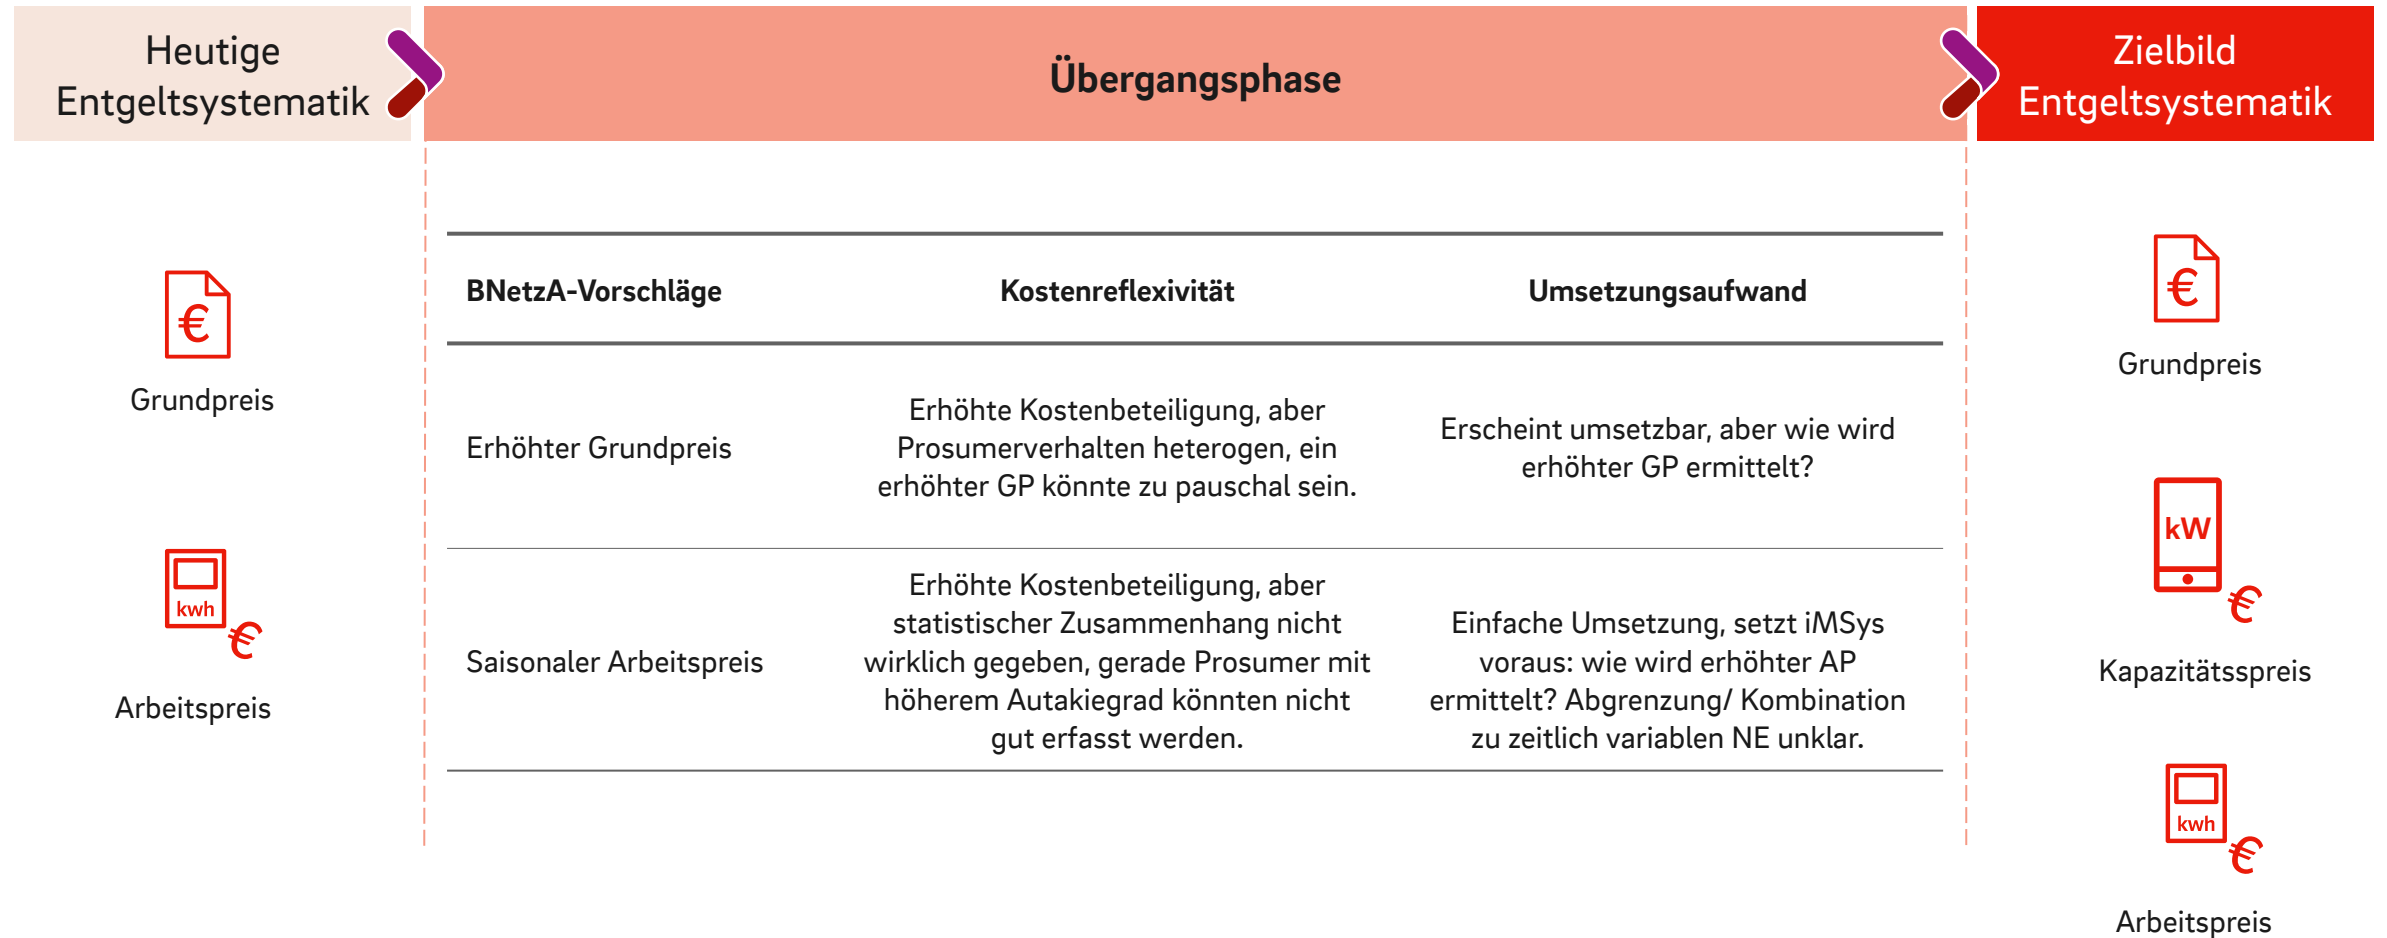 Heutige
Entgeltsystematik
Übergangsphase
Zielbild
Entgeltsystematik
€
Grundpreis
kwh
€
Arbeitspreis
BNetzA-Vorschläge
Kostenreflexivität
Umsetzungsaufwand
Erhöhter Grundpreis
Erhöhte Kostenbeteiligung, aber
Prosumerverhalten heterogen, ein
erhöhter GP könnte zu pauschal sein.
Erscheint umsetzbar, aber wie wird
erhöhter GP ermittelt?
Saisonaler Arbeitspreis
Erhöhte Kostenbeteiligung, aber
statistischer Zusammenhang nicht
wirklich gegeben, gerade Prosumer mit
höherem Autakiegrad könnten nicht
gut erfasst werden.
Einfache Umsetzung, setzt iMSys
voraus: wie wird erhöhter AP
ermittelt? Abgrenzung/ Kombination
zu zeitlich variablen NE unklar.
€
Grundpreis
kW
€
Kapazitätsspreis
kwh
€
Arbeitspreis